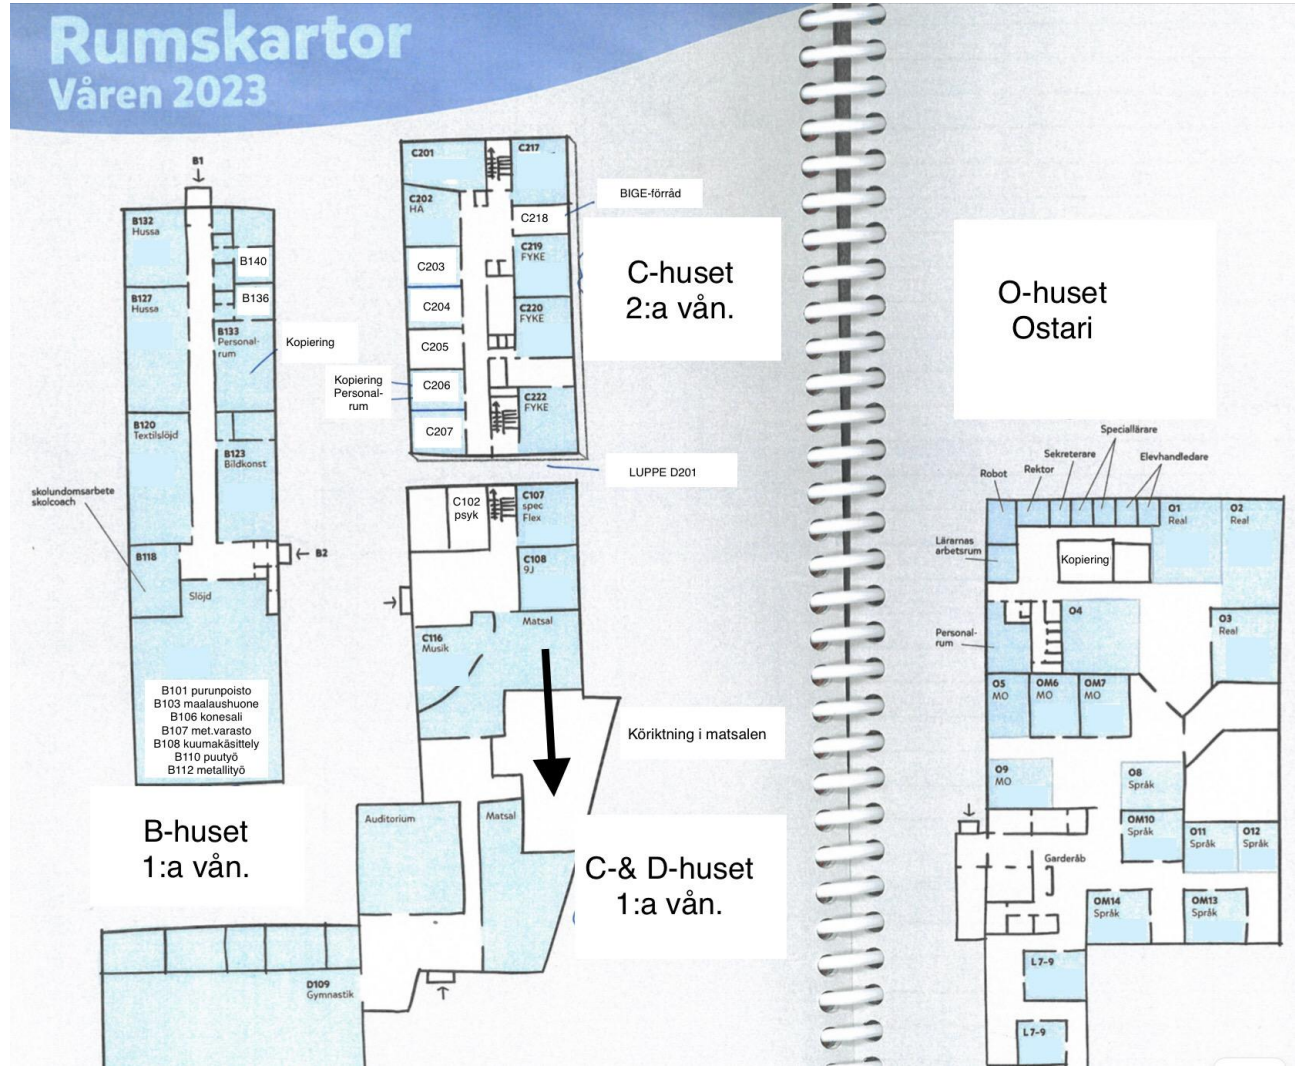 Rumskartor
Våren 2023
B1
B132
Hussa
B140
B136
B127
Hussa
B133
Personal-
rum
Kopiering
B120
Textilslöjd
B123
Bildkonst
skolundomsarbete
skolcoach
B118
B2
Slöjd
B101 purunpoisto
B103 maalaushuone
B106 konesali
B107 met.varasto
B108 kuumakäsittely
B110 puutyö
B112 metallityö
B-huset
1:a vån.
C201
C217
C202
HA
C218
BIGE-förråd
C203
C219
FYKE
C204
C220
FYKE
C205
C206
Kopiering
Personal-
rum
C222
FYKE
C207
C-huset
2:a vån.
LUPPE D201
C102
psyk
C107
spec
Flex
C108
9J
Matsal
C116
Musik
Köriktning i matsalen
Auditorium
Matsal
C-& D-huset
1:a vån.
D109
Gymnastik
O-huset
Ostari
Speciallärare
Sekreterare
Elevhandledare
Rektor
Robot
O1
Real
O2
Real
Lärarnas
arbetsrum
Kopiering
O4
O3
Real
Personal-
rum
O5
MO
OM6
MO
OM7
MO
O9
MO
O8
Språk
OM10
Språk
O11
Språk
O12
Språk
Garderåb
OM14
Språk
OM13
Språk
L7-9
L7-9